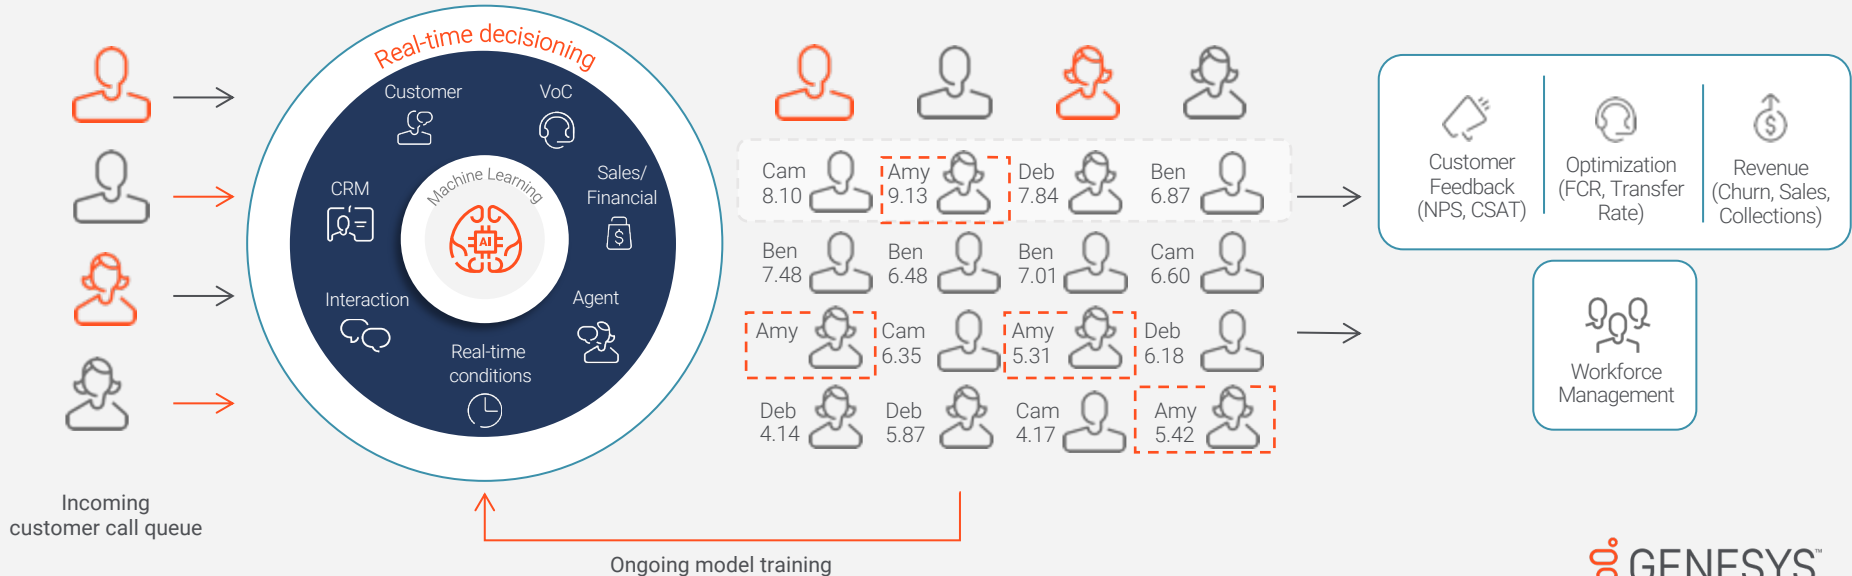 Real-time decisioning
Customer
VoC
CRM
Sales/
Financial
Machine Learning
AI
Interaction
Agent
Real-time
conditions
Incoming
customer call queue
Cam
8.10
Amy
9.13
Deb
7.84
Ben
6.87
Ben
7.48
Ben
6.48
Ben
7.01
Cam
6.60
Amy
Cam
6.35
Amy
5.31
Deb
6.18
Deb
4.14
Deb
5.87
Cam
4.17
Amy
5.42
Ongoing model training
Customer
Feedback
(NPS, CSAT)
Optimization
(FCR, Transfer
Rate)
Revenue
(Churn, Sales,
Collections)
Workforce
Management
GENESYS™